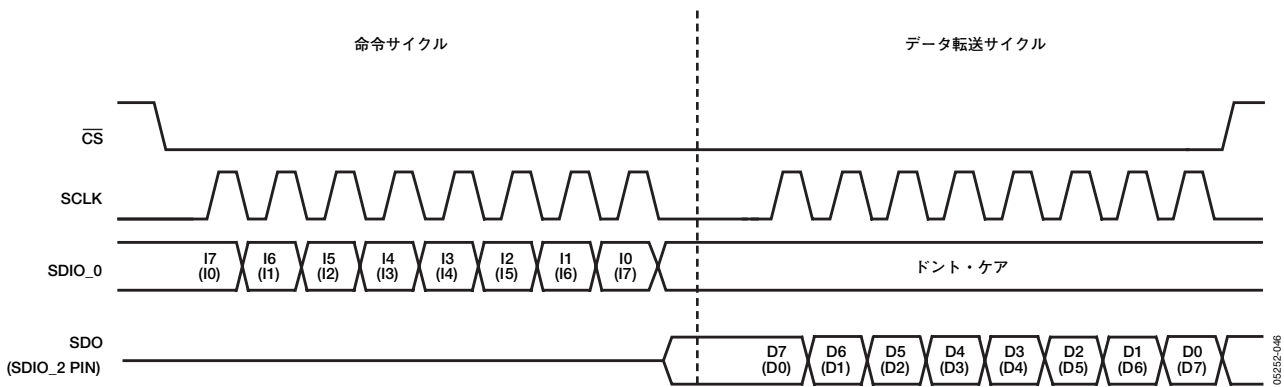 命令サイクル
データ転送サイクル
CS
SCLK
SDIO_0
I7 I6 I5 I4 I3 I2 I1 I0
(I0) (I1) (I2) (I3) (I4) (I5) (I6) (I7)
ドント・ケア
SDO
(SDIO_2 PIN)
D7 D6 D5 D4 D3 D2 D1 D0
(D0) (D1) (D2) (D3) (D4) (D5) (D6) (D7)
05252-046